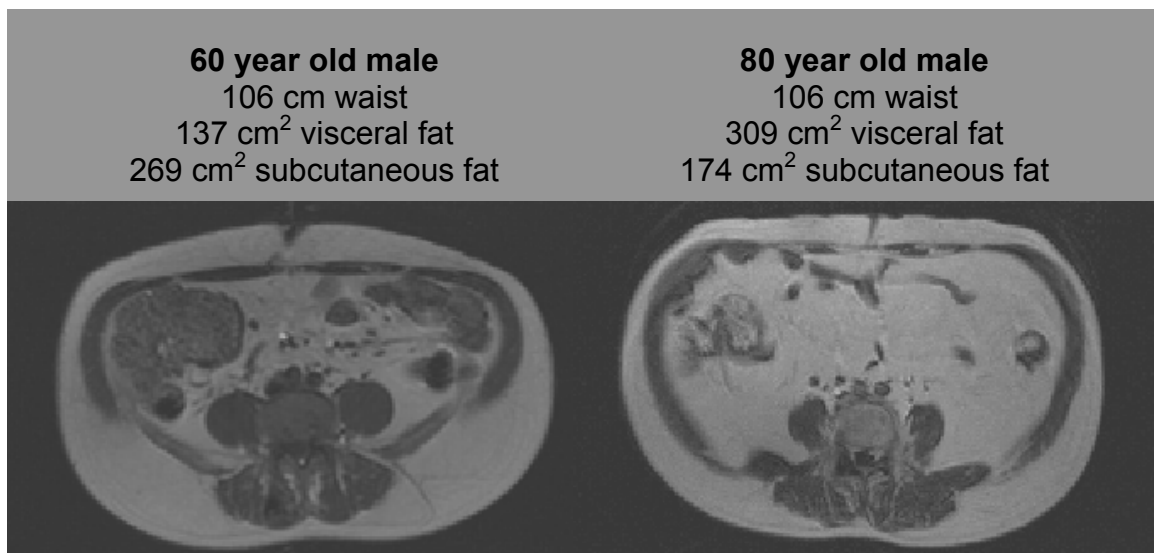 60 year old male
106 cm waist
137 cm² visceral fat
269 cm² subcutaneous fat
80 year old male
106 cm waist
309 cm² visceral fat
174 cm² subcutaneous fat